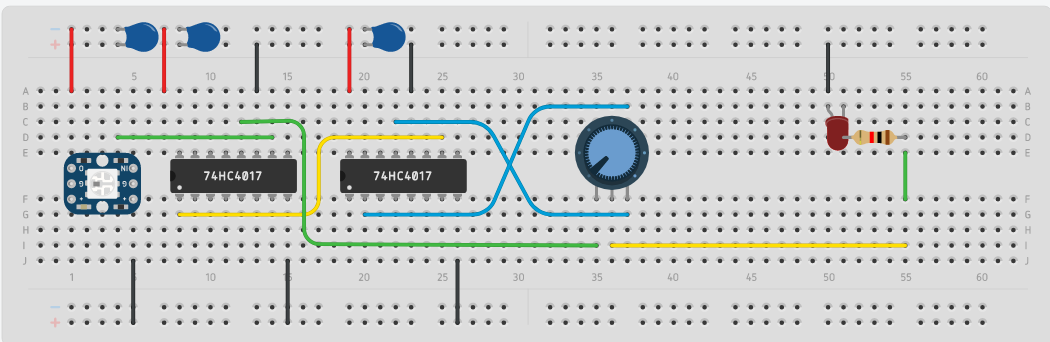 −
+
5 10 15 20 25 30 35 40 45 50 55 60
A A
B B
C C
D D
E E
74HC4017 74HC4017
F F
G G
H H
I I
J J
1 5 10 15 20 25 30 35 40 45 50 55 60
−
+